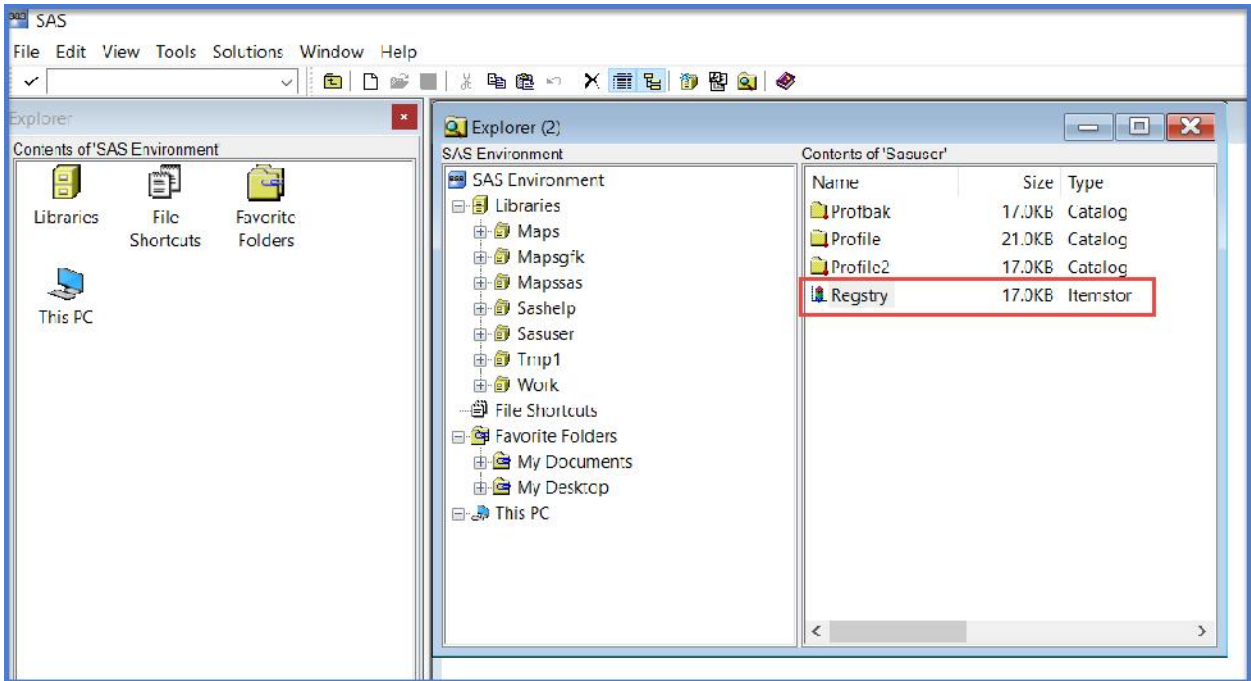 SAS
File Edit View Tools Solutions Window Help
Explorer
Contents of 'SAS Environment'
Libraries
File Shortcuts
Favorite Folders
This PC
Explorer (2)
SAS Environment
SAS Environment
Libraries
Maps
Mapsgfk
Mapssas
Sashelp
Sasuser
Tmp1
Work
File Shortcuts
Favorite Folders
My Documents
My Desktop
This PC
Contents of 'Sasuser'
Name Size Type
Profbak 17.0KB Catalog
Profile 21.0KB Catalog
Profile2 17.0KB Catalog
Regstry 17.0KB Itemstor